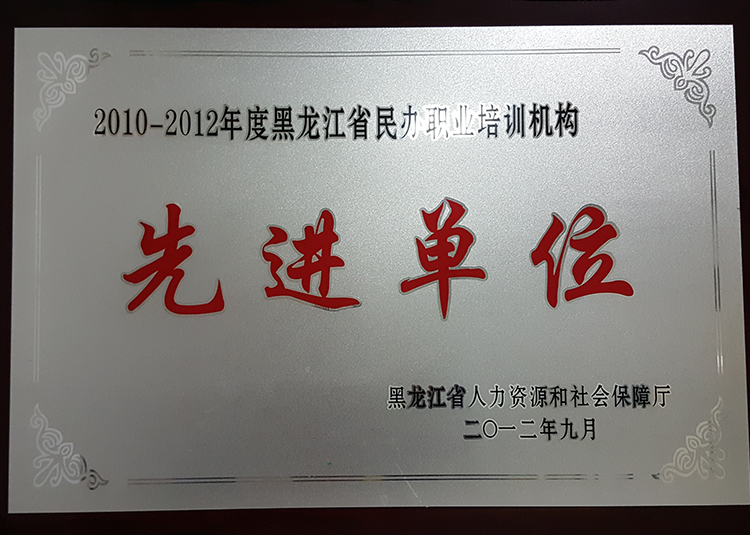 2010-2012年度黑龙江省民办职业培训机构
先进单位
黑龙江省人力资源和社会保障厅
二〇一二年九月